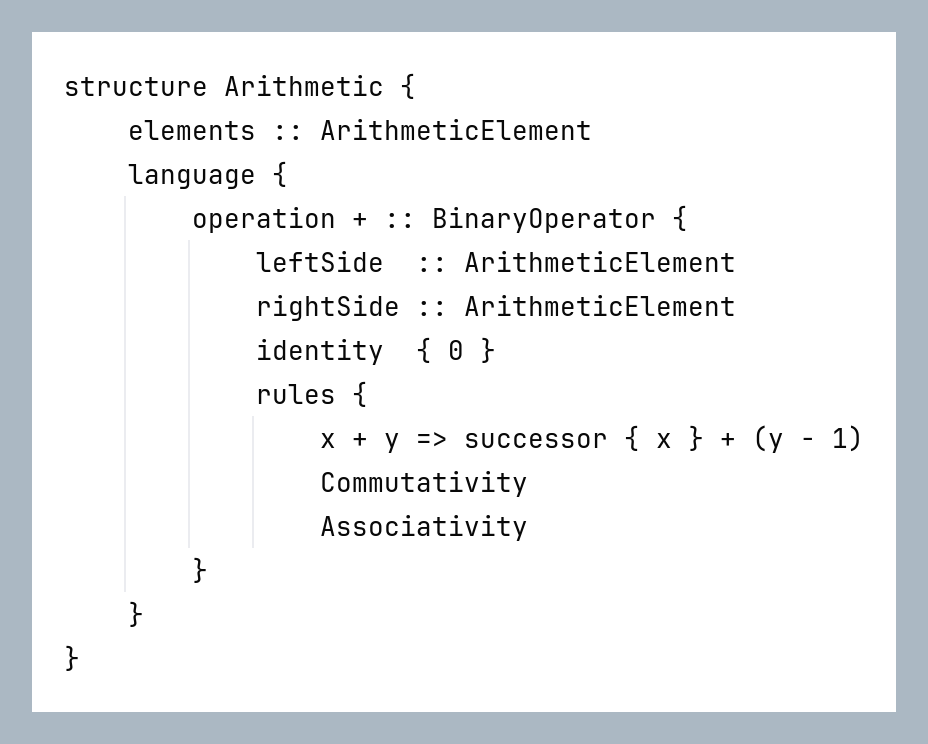 structure Arithmetic {
    elements :: ArithmeticElement
    language {
        operation + :: BinaryOperator {
            leftSide  :: ArithmeticElement
            rightSide :: ArithmeticElement
            identity  { 0 }
            rules {
                x + y => successor { x } + (y - 1)
                Commutativity
                Associativity
        }
    }
}